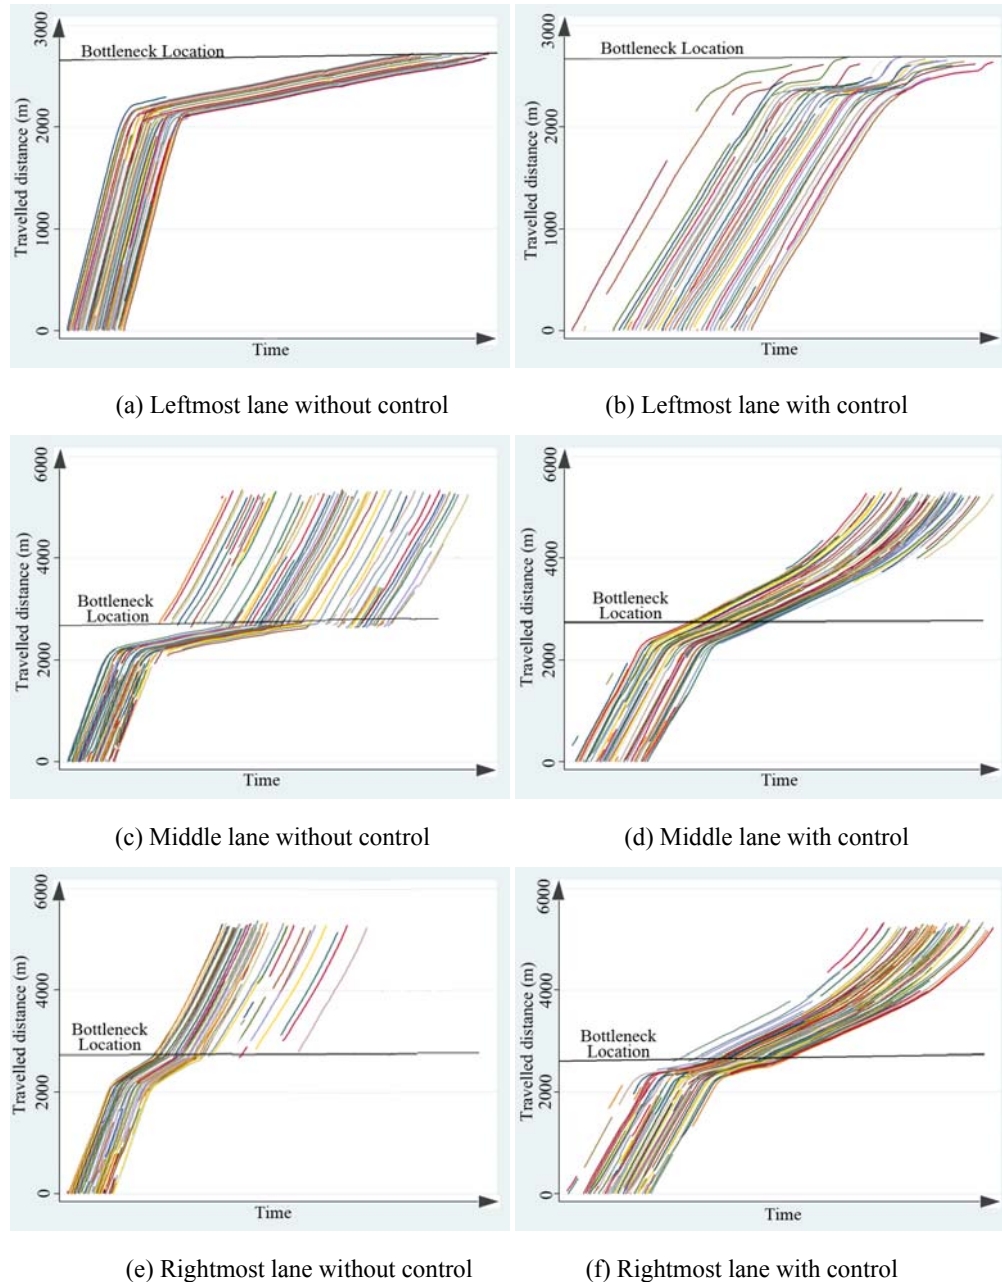 3000
Bottleneck Location
2000
1000
0
Travelled distance (m)
Time
3000
Bottleneck Location
2000
1000
0
Travelled distance (m)
Time
(a) Leftmost lane without control
(b) Leftmost lane with control
6000
4000
Bottleneck
Location
2000
0
Travelled distance (m)
Time
6000
4000
Bottleneck
Location
2000
0
Travelled distance (m)
Time
(c) Middle lane without control
(d) Middle lane with control
6000
4000
Bottleneck
Location
2000
0
Travelled distance (m)
Time
6000
4000
Bottleneck
Location
2000
0
Travelled distance (m)
Time
(e) Rightmost lane without control
(f) Rightmost lane with control